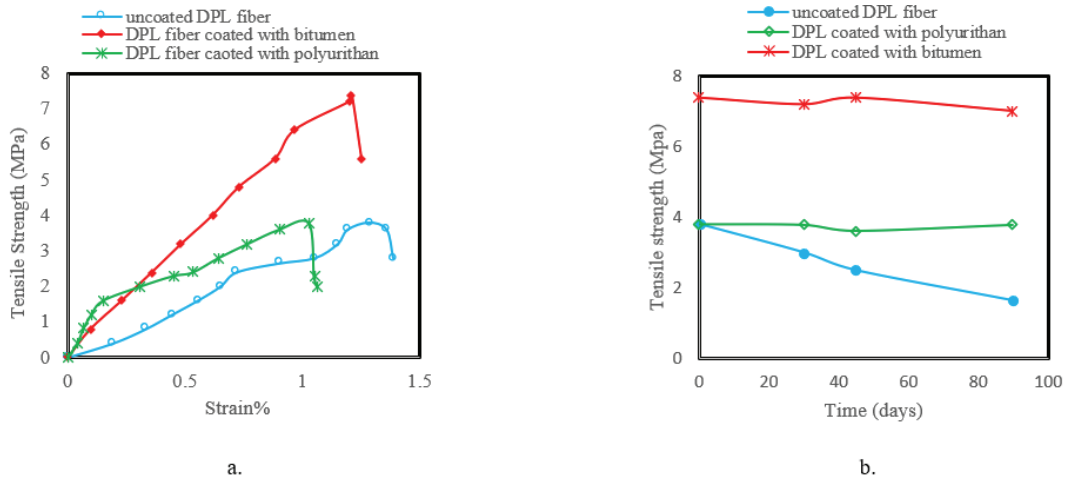 uncoated DPL fiber
DPL fiber coated with bitumen
DPL fiber caoted with polyurithan
8
7
6
5
4
3
2
1
0
Tensile Strength (MPa)
0
0.5
1
1.5
Strain%
a.
uncoated DPL fiber
DPL coated with polyurithan
DPL coated with bitumen
8
6
4
2
0
Tensile strength (Mpa)
0
20
40
60
80
100
Time (days)
b.